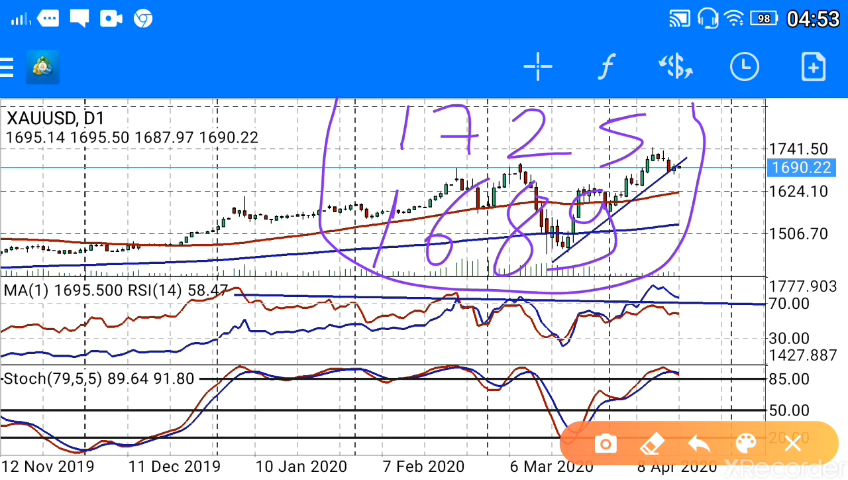 98 04:53
XAUUSD, D1
1695.14 1695.50 1687.97 1690.22
1725
1689
1741.50
1690.22
1624.10
1506.70
MA(1) 1695.500 RSI(14) 58.47
1777.903
70.00
30.00
1427.887
Stoch(79,5,5) 89.64 91.80
85.00
50.00
20.00
12 Nov 2019 11 Dec 2019 10 Jan 2020 7 Feb 2020 6 Mar 2020 8 Apr 2020
XRecorder